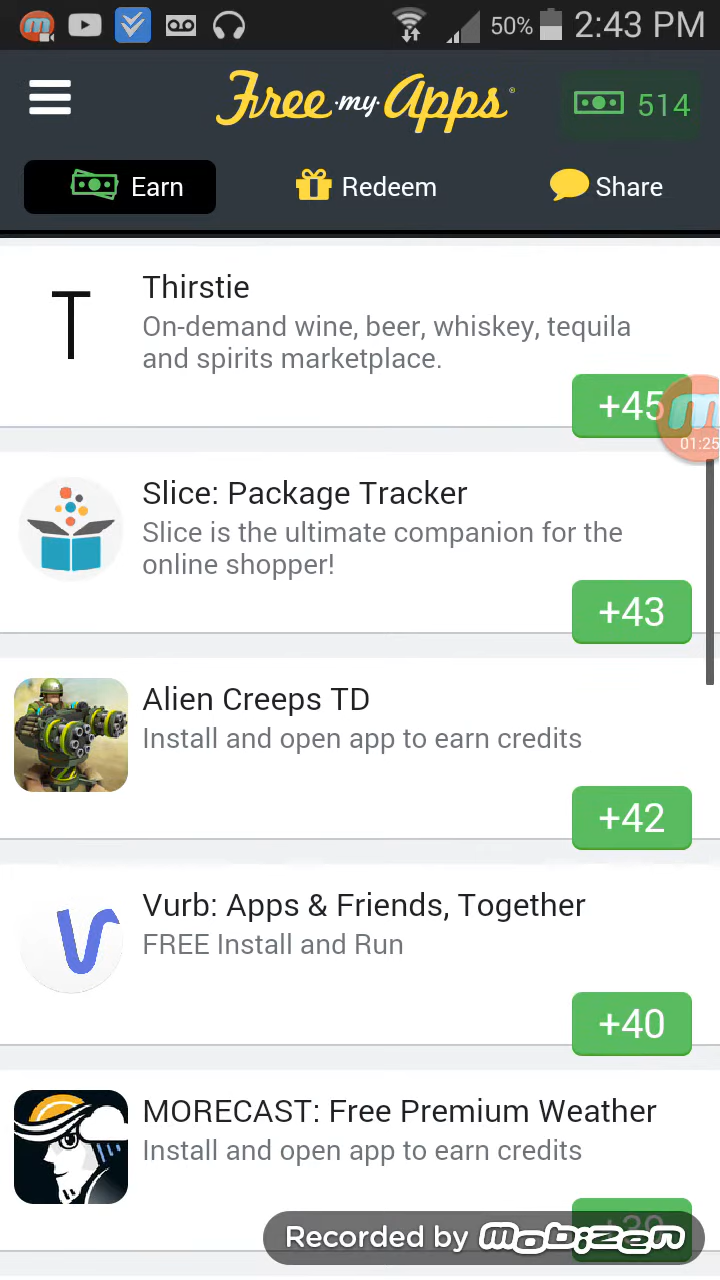 50% 2:43 PM
Free·my·Apps® 514
Earn Redeem Share
T
Thirstie
On-demand wine, beer, whiskey, tequila
and spirits marketplace.
+45
01:25
Slice: Package Tracker
Slice is the ultimate companion for the
online shopper!
+43
Alien Creeps TD
Install and open app to earn credits
+42
Vurb: Apps & Friends, Together
FREE Install and Run
+40
MORECAST: Free Premium Weather
Install and open app to earn credits
+39
Recorded by mobizen